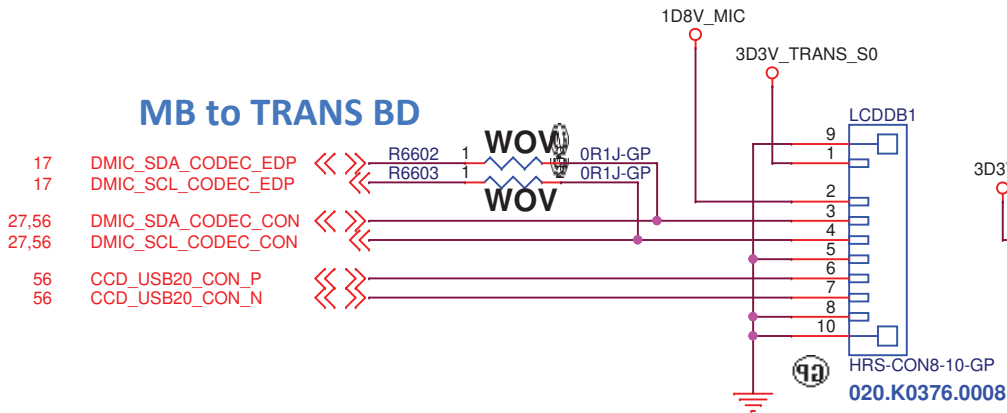 1D8V_MIC
3D3V_TRANS_S0
MB to TRANS BD
LCDDB1
9
17 DMIC_SDA_CODEC_EDP R6602 1 WOV 0R1J-GP 1
17 DMIC_SCL_CODEC_EDP R6603 1 WOV 0R1J-GP
2
27,56 DMIC_SDA_CODEC_CON 3
27,56 DMIC_SCL_CODEC_CON 4
5
56 CCD_USB20_CON_P 6
56 CCD_USB20_CON_N 7
8
10
GP HRS-CON8-10-GP
020.K0376.0008